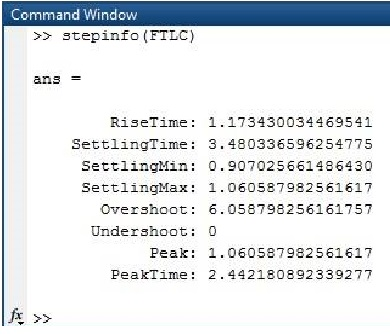 Command Window
>> stepinfo(FTLC)
ans =
RiseTime: 1.173430034469541
SettlingTime: 3.480336596254775
SettlingMin: 0.907025661486430
SettlingMax: 1.060587982561617
Overshoot: 6.058798256161757
Undershoot: 0
Peak: 1.060587982561617
PeakTime: 2.442180892339277
fx >>